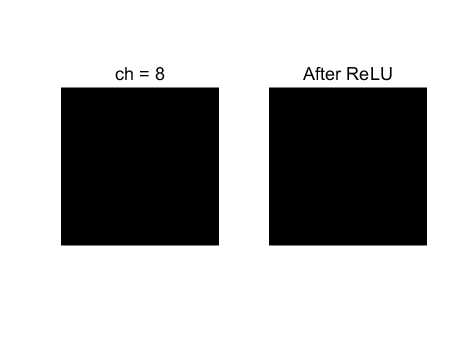 ch = 8
After ReLU